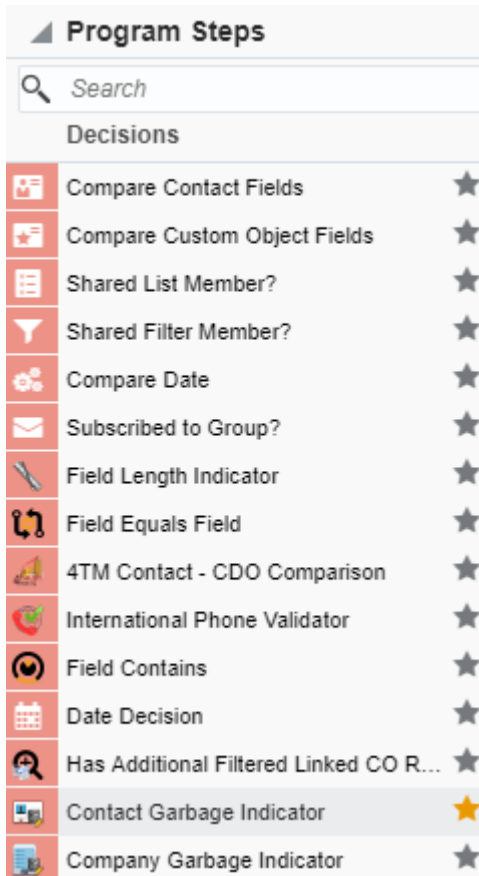 Program Steps
Search
Decisions
Compare Contact Fields
Compare Custom Object Fields
Shared List Member?
Shared Filter Member?
Compare Date
Subscribed to Group?
Field Length Indicator
Field Equals Field
4TM Contact - CDO Comparison
International Phone Validator
Field Contains
Date Decision
Has Additional Filtered Linked CO R...
Contact Garbage Indicator
Company Garbage Indicator